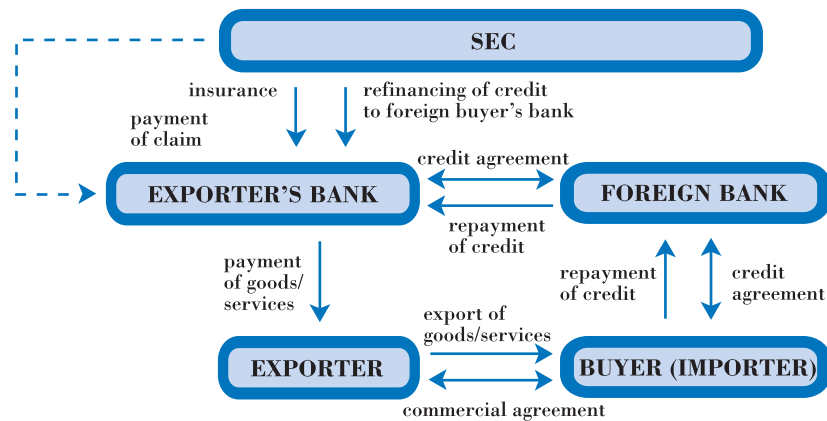 SEC
insurance
refinancing of credit
to foreign buyer’s bank
payment
of claim
credit agreement
EXPORTER’S BANK
FOREIGN BANK
repayment
of credit
payment
of goods/
services
repayment
of credit
credit
agreement
export of
goods/services
EXPORTER
BUYER (IMPORTER)
commercial agreement